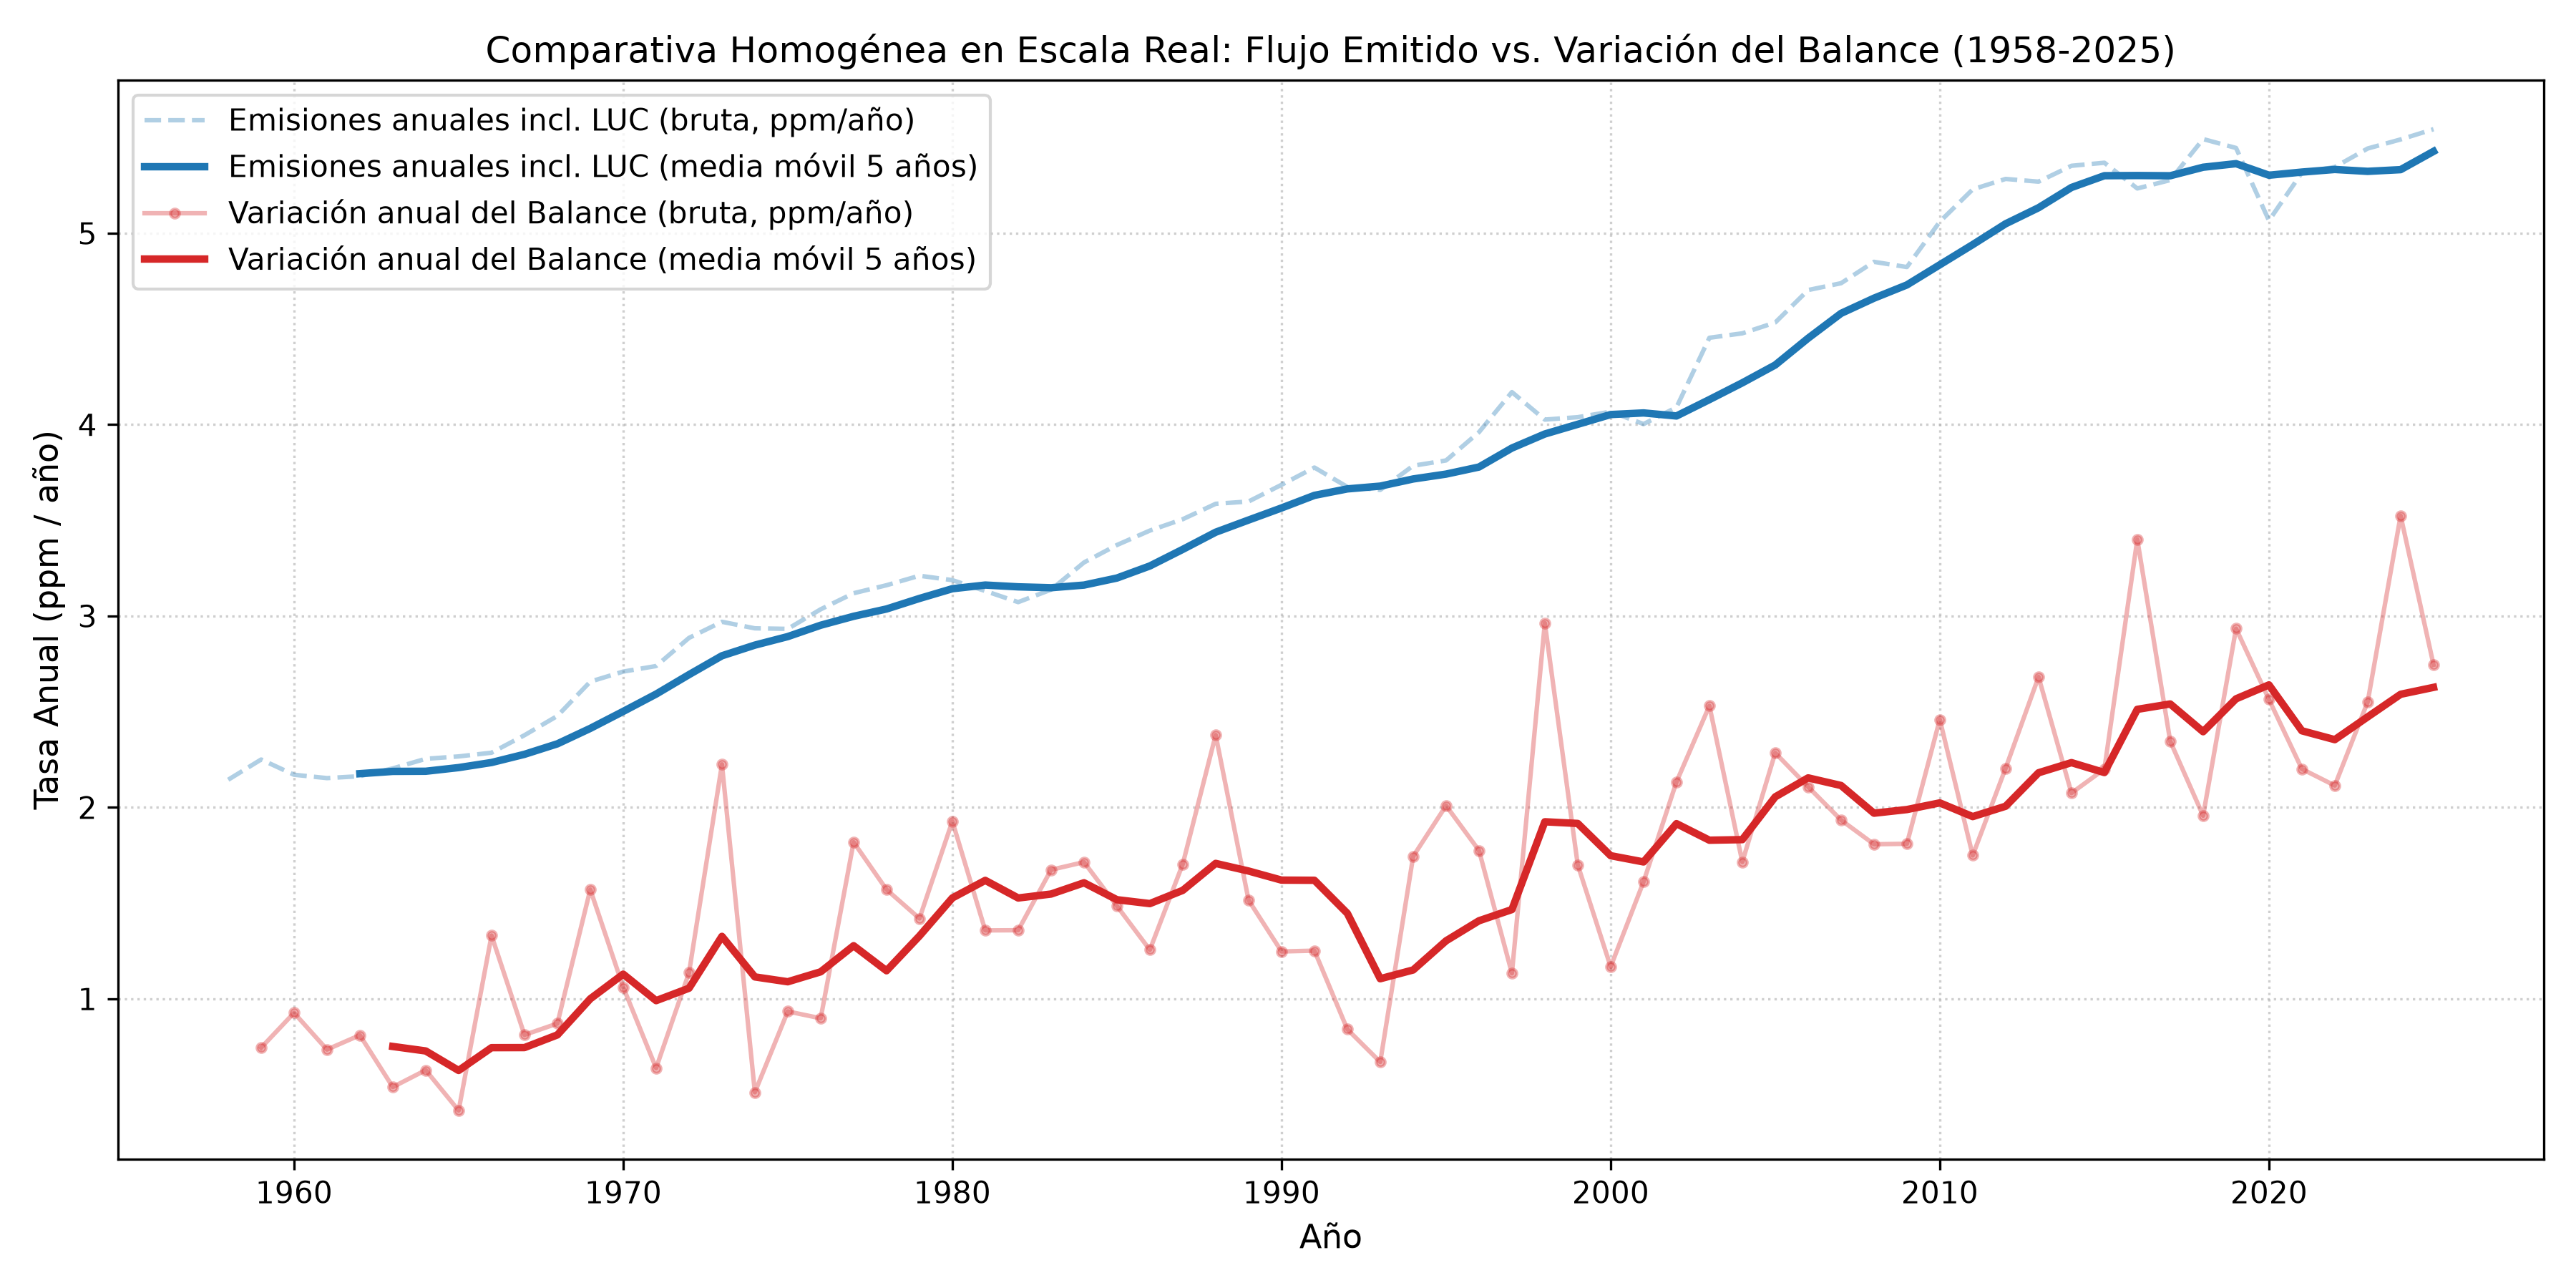 Comparativa Homogénea en Escala Real: Flujo Emitido vs. Variación del Balance (1958-2025)
Emisiones anuales incl. LUC (bruta, ppm/año)
Emisiones anuales incl. LUC (media móvil 5 años)
Variación anual del Balance (bruta, ppm/año)
Variación anual del Balance (media móvil 5 años)
Tasa Anual (ppm / año)
5
4
3
2
1
1960
1970
1980
1990
2000
2010
2020
Año